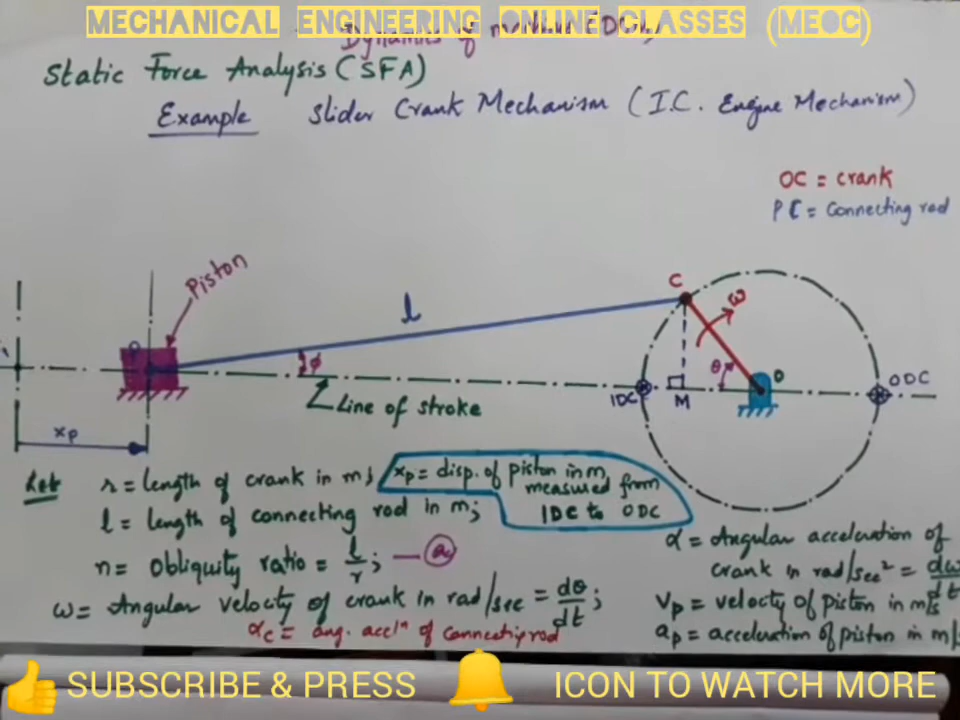 MECHANICAL ENGINEERING ONLINE CLASSES (MEOC)
Dynamics of
Static Force Analysis (SFA)
Example Slider Crank Mechanism (I.C. Engine Mechanism)
OC = crank
PC = Connecting rod
Piston
C
l
ω
P
ϕ
θ
O
ODC
IDC
M
Line of stroke
xp
Let r = length of crank in m;
xp = disp. of piston in m measured from
IDC to ODC
l = length of connecting rod in m;
n = obliquity ratio = l/r; — (a)
ω = Angular velocity of crank in rad/sec = dθ/dt;
αc = ang. accln of connectingrod
α = Angular acceleration of
crank in rad/sec² = dω/dt
Vp = velocity of piston in m/s
ap = acceleration of piston in m/
SUBSCRIBE & PRESS ICON TO WATCH MORE